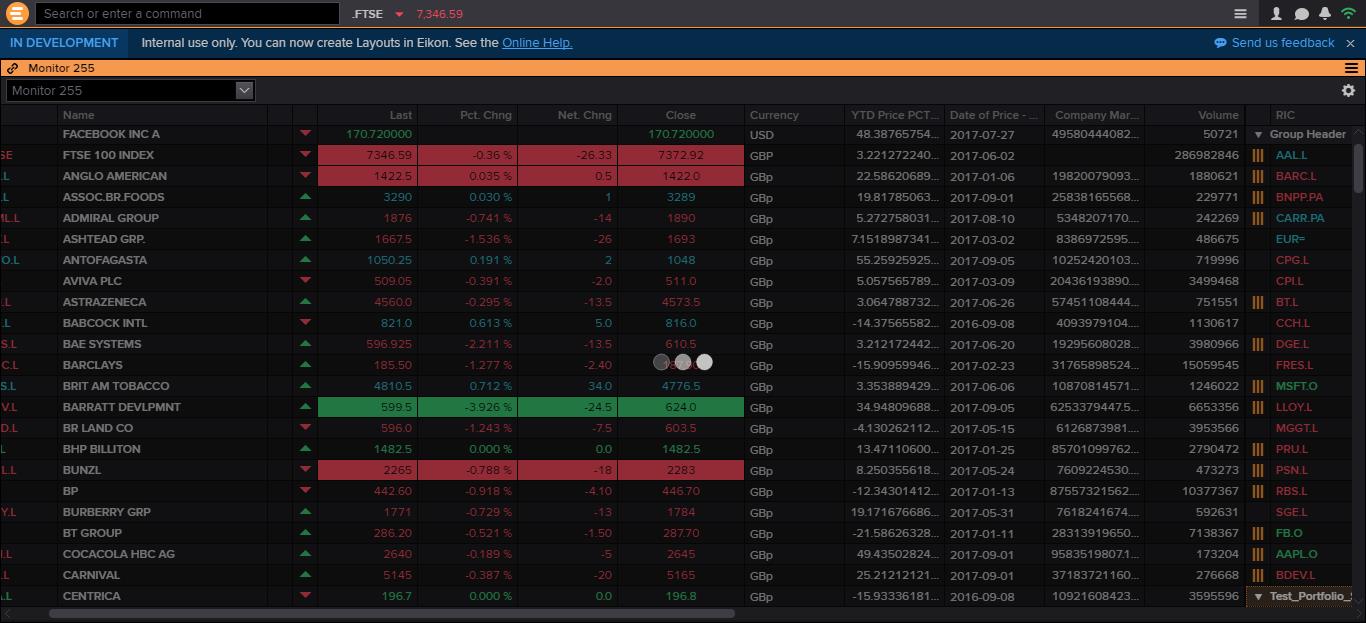 Search or enter a command .FTSE 7,346.59
IN DEVELOPMENT Internal use only. You can now create Layouts in Eikon. See the Online Help. Send us feedback
Monitor 255
Monitor 255
Name Last Pct. Chng Net. Chng Close Currency YTD Price PCT... Date of Price - ... Company Mar... Volume RIC
FACEBOOK INC A 170.720000 170.720000 USD 48.38765754... 2017-07-27 49580444082... 50721 Group Header
SE FTSE 100 INDEX 7346.59 -0.36 % -26.33 7372.92 GBP 3.221272240... 2017-06-02 286982846 AAL.L
.L ANGLO AMERICAN 1422.5 0.035 % 0.5 1422.0 GBp 22.58620689... 2017-01-06 19820079093... 1880621 BARC.L
.L ASSOC.BR.FOODS 3290 0.030 % 1 3289 GBp 19.81785063... 2017-09-01 25838165568... 229771 BNPP.PA
ML.L ADMIRAL GROUP 1876 -0.741 % -14 1890 GBp 5.272758031... 2017-08-10 5348207170.... 242269 CARR.PA
.L ASHTEAD GRP. 1667.5 -1.536 % -26 1693 GBp 7.1518987341... 2017-03-02 8386972595.... 486675 EUR=
O.L ANTOFAGASTA 1050.25 0.191 % 2 1048 GBp 55.25925925... 2017-09-05 10252420103... 719996 CPG.L
AVIVA PLC 509.05 -0.391 % -2.0 511.0 GBp 5.057565789... 2017-03-09 20436193890... 3499468 CPI.L
.L ASTRAZENECA 4560.0 -0.295 % -13.5 4573.5 GBp 3.064788732... 2017-06-26 57451108444... 751551 BT.L
.L BABCOCK INTL 821.0 0.613 % 5.0 816.0 GBp -14.37565582... 2016-09-08 4093979104.... 1130617 CCH.L
S.L BAE SYSTEMS 596.925 -2.211 % -13.5 610.5 GBp 3.212172442... 2017-06-20 19295608028... 3980966 DGE.L
C.L BARCLAYS 185.50 -1.277 % -2.40 GBp -15.90959946... 2017-02-23 31765898524... 15059545 FRES.L
S.L BRIT AM TOBACCO 4810.5 0.712 % 34.0 4776.5 GBp 3.353889429... 2017-06-06 10870814571... 1246022 MSFT.O
V.L BARRATT DEVLPMNT 599.5 -3.926 % -24.5 624.0 GBp 34.94809688... 2017-09-05 6253379447.5... 6653356 LLOY.L
D.L BR LAND CO 596.0 -1.243 % -7.5 603.5 GBp -4.130262112... 2017-05-15 6126873981.... 3953566 MGGT.L
L BHP BILLITON 1482.5 0.000 % 0.0 1482.5 GBp 13.47110600... 2017-01-25 85701099762... 2790472 PRU.L
L.L BUNZL 2265 -0.788 % -18 2283 GBp 8.250355618... 2017-05-24 7609224530.... 473273 PSN.L
BP 442.60 -0.918 % -4.10 446.70 GBp -12.34301412... 2017-01-13 87557321562.... 10377367 RBS.L
Y.L BURBERRY GRP 1771 -0.729 % -13 1784 GBp 19.171676686... 2017-05-31 7618241674.... 592631 SGE.L
BT GROUP 286.20 -0.521 % -1.50 287.70 GBp -21.58626328... 2017-01-11 28313919650... 7138367 FB.O
.L COCACOLA HBC AG 2640 -0.189 % -5 2645 GBp 49.43502824... 2017-09-01 9583519807.1... 173204 AAPL.O
.L CARNIVAL 5145 -0.387 % -20 5165 GBp 25.21212121... 2017-09-01 37183721160... 276668 BDEV.L
.L CENTRICA 196.7 0.000 % 0.0 196.8 GBp -15.93336181... 2016-09-08 10921608423... 3595596 Test_Portfolio_